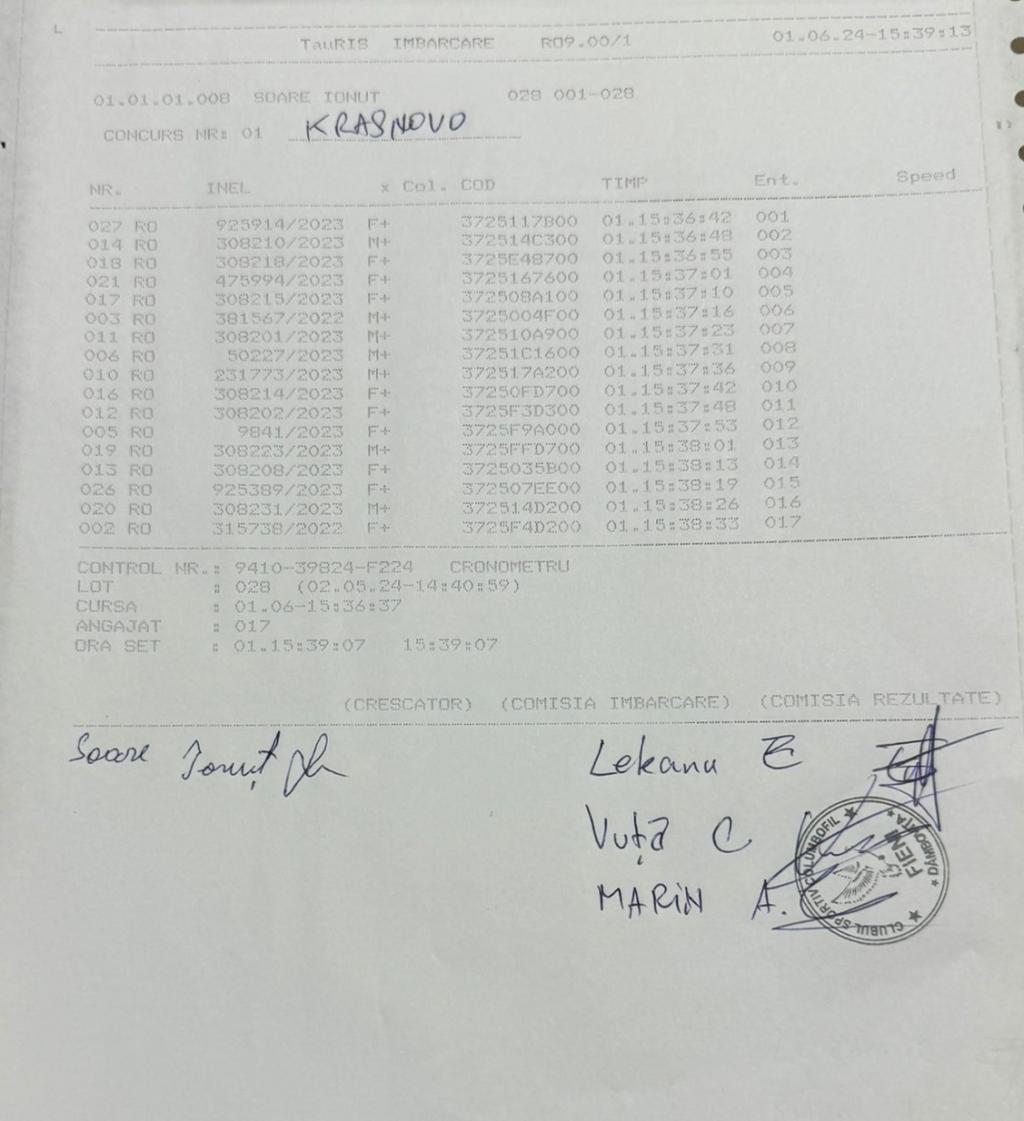 TauRIS IMBARCARE RO9.00/1 01.06.24-15:39:13
01.01.01.008 SOARE IONUT 028 001-028
CONCURS NR: 01 KRASNOVO
NR. INEL x Col. COD TIMP Ent. Speed
027 RO 925914/2023 F+ 3725117B00 01.15:36:42 001
014 RO 308210/2023 M+ 372514C300 01.15:36:48 002
018 RO 308218/2023 F+ 3725E48700 01.15:36:55 003
021 RO 475994/2023 F+ 3725167600 01.15:37:01 004
017 RO 308215/2023 F+ 372508A100 01.15:37:10 005
003 RO 381567/2022 M+ 3725004F00 01.15:37:16 006
011 RO 308201/2023 M+ 372510A900 01.15:37:23 007
006 RO 50227/2023 M+ 37251C1600 01.15:37:31 008
010 RO 231773/2023 M+ 372517A200 01.15:37:36 009
016 RO 308214/2023 F+ 37250FD700 01.15:37:42 010
012 RO 308202/2023 F+ 3725F3D300 01.15:37:48 011
005 RO 9841/2023 F+ 3725F9A000 01.15:37:53 012
019 RO 308223/2023 M+ 3725FFD700 01.15:38:01 013
013 RO 308208/2023 F+ 3725035B00 01.15:38:13 014
026 RO 925389/2023 F+ 372507EE00 01.15:38:19 015
020 RO 308231/2023 M+ 372514D200 01.15:38:26 016
002 RO 315738/2022 F+ 3725F4D200 01.15:38:33 017
CONTROL NR.: 9410-39824-F224 CRONOMETRU
LOT : 028 (02.05.24-14:40:59)
CURSA : 01.06-15:36:37
ANGAJAT : 017
ORA SET : 01.15:39:07 15:39:07
(CRESCATOR) (COMISIA IMBARCARE) (COMISIA REZULTATE)
Soare Ionuț
Lekanu E
Vuță C
MARIN A.
CLUBUL SPORTIV COLUMBOFIL
FIENI
DAMBOVITA